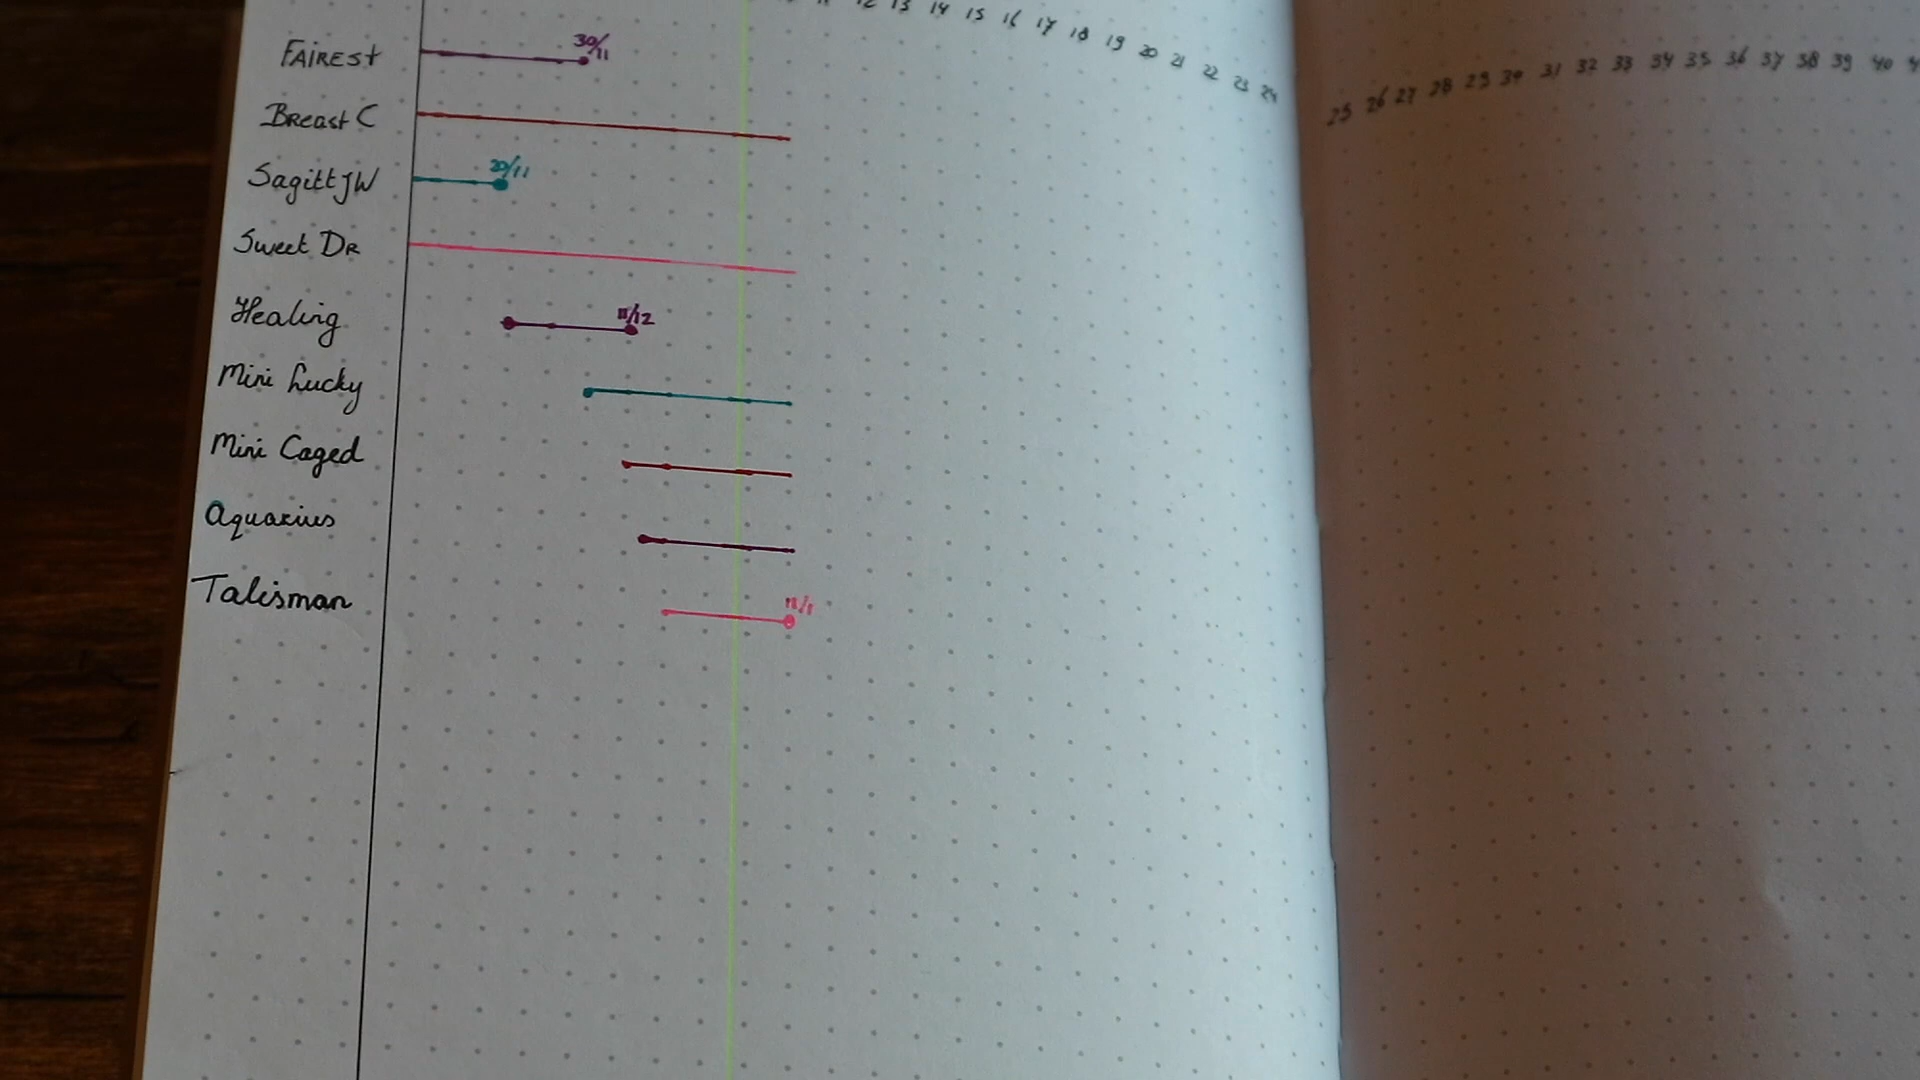 12 13 14 15 16 17 18 19 20 21 22 23 24
25 26 27 28 29 30 31 32 33 34 35 36 37 38 39 40
FAIREST 30/11
Breast C
Sagitt JW 20/11
Sweet DR
Healing 11/12
Mini Lucky
Mini Caged
Aquarius
Talisman 11/1